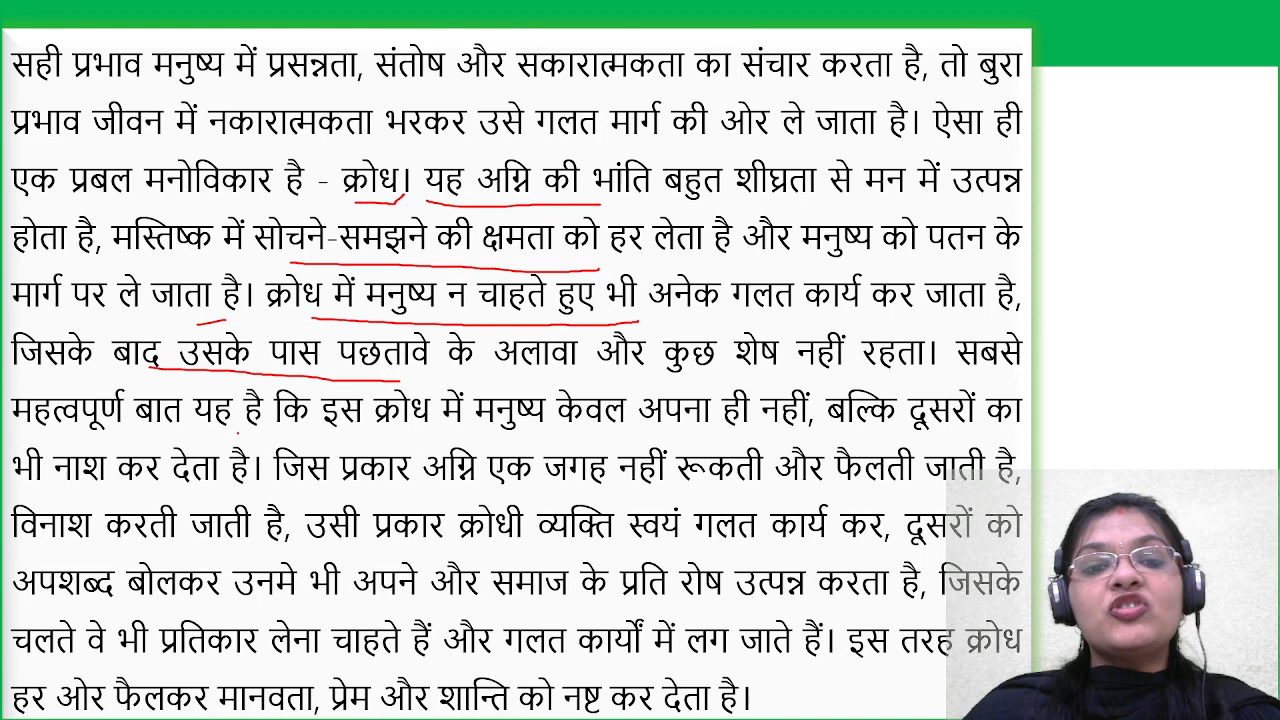 सही प्रभाव मनुष्य में प्रसन्नता, संतोष और सकारात्मकता का संचार करता है, तो बुरा
प्रभाव जीवन में नकारात्मकता भरकर उसे गलत मार्ग की ओर ले जाता है। ऐसा ही
एक प्रबल मनोविकार है - क्रोध। यह अग्नि की भांति बहुत शीघ्रता से मन में उत्पन्न
होता है, मस्तिष्क में सोचने-समझने की क्षमता को हर लेता है और मनुष्य को पतन के
मार्ग पर ले जाता है। क्रोध में मनुष्य न चाहते हुए भी अनेक गलत कार्य कर जाता है,
जिसके बाद उसके पास पछतावे के अलावा और कुछ शेष नहीं रहता। सबसे
महत्वपूर्ण बात यह है कि इस क्रोध में मनुष्य केवल अपना ही नहीं, बल्कि दूसरों का
भी नाश कर देता है। जिस प्रकार अग्नि एक जगह नहीं रूकती और फैलती जाती है,
विनाश करती जाती है, उसी प्रकार क्रोधी व्यक्ति स्वयं गलत कार्य कर, दूसरों को
अपशब्द बोलकर उनमे भी अपने और समाज के प्रति रोष उत्पन्न करता है, जिसके
चलते वे भी प्रतिकार लेना चाहते हैं और गलत कार्यों में लग जाते हैं। इस तरह क्रोध
हर ओर फैलकर मानवता, प्रेम और शान्ति को नष्ट कर देता है।